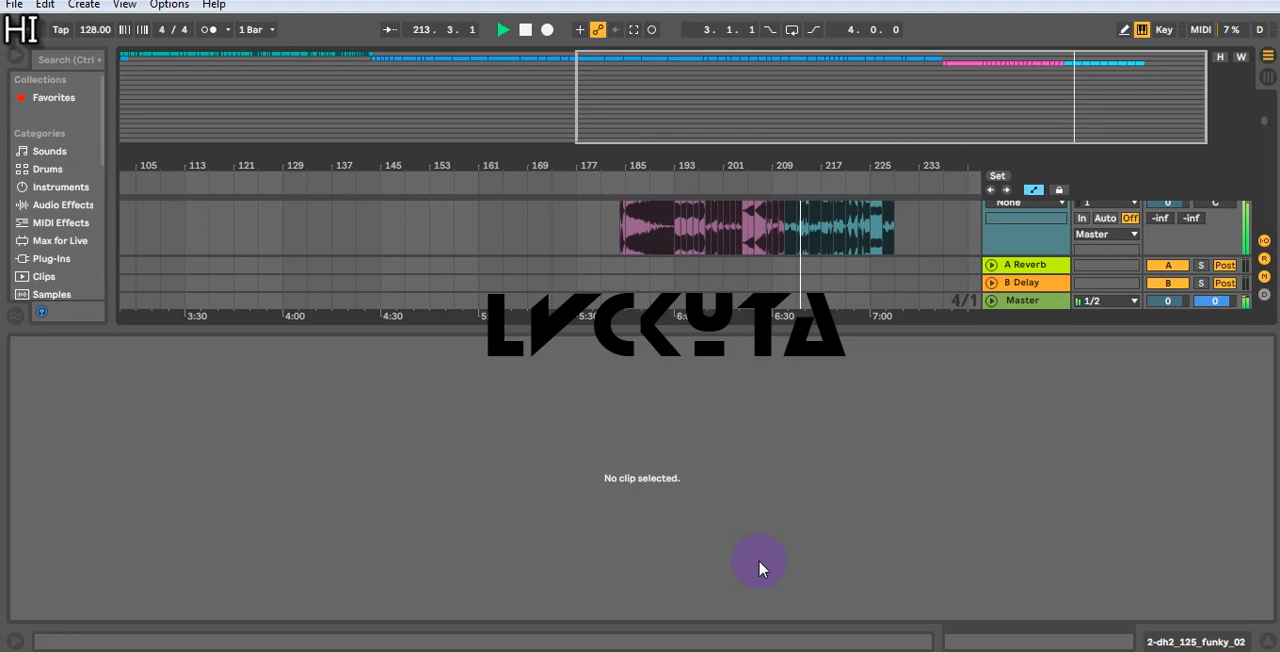 File Edit Create View Options Help
HI Tap 128.00 4 / 4 1 Bar 213. 3. 1 3. 1. 1 4. 0. 0 Key MIDI 7 % D
Search (Ctrl + H W
Collections
Favorites
Categories
Sounds
Drums
Instruments
Audio Effects
MIDI Effects
Max for Live
Plug-Ins
Clips
Samples
105 113 121 129 137 145 153 161 169 177 185 193 201 209 217 225 233
Set
None 1 0 C
In Auto Off -inf -inf
Master
A Reverb A S Post
B Delay B S Post
4/1 Master 1/2 0 0
3:30 4:00 4:30 5:30 6:30 7:00
LVCKYTA
No clip selected.
2-dh2_125_funky_02